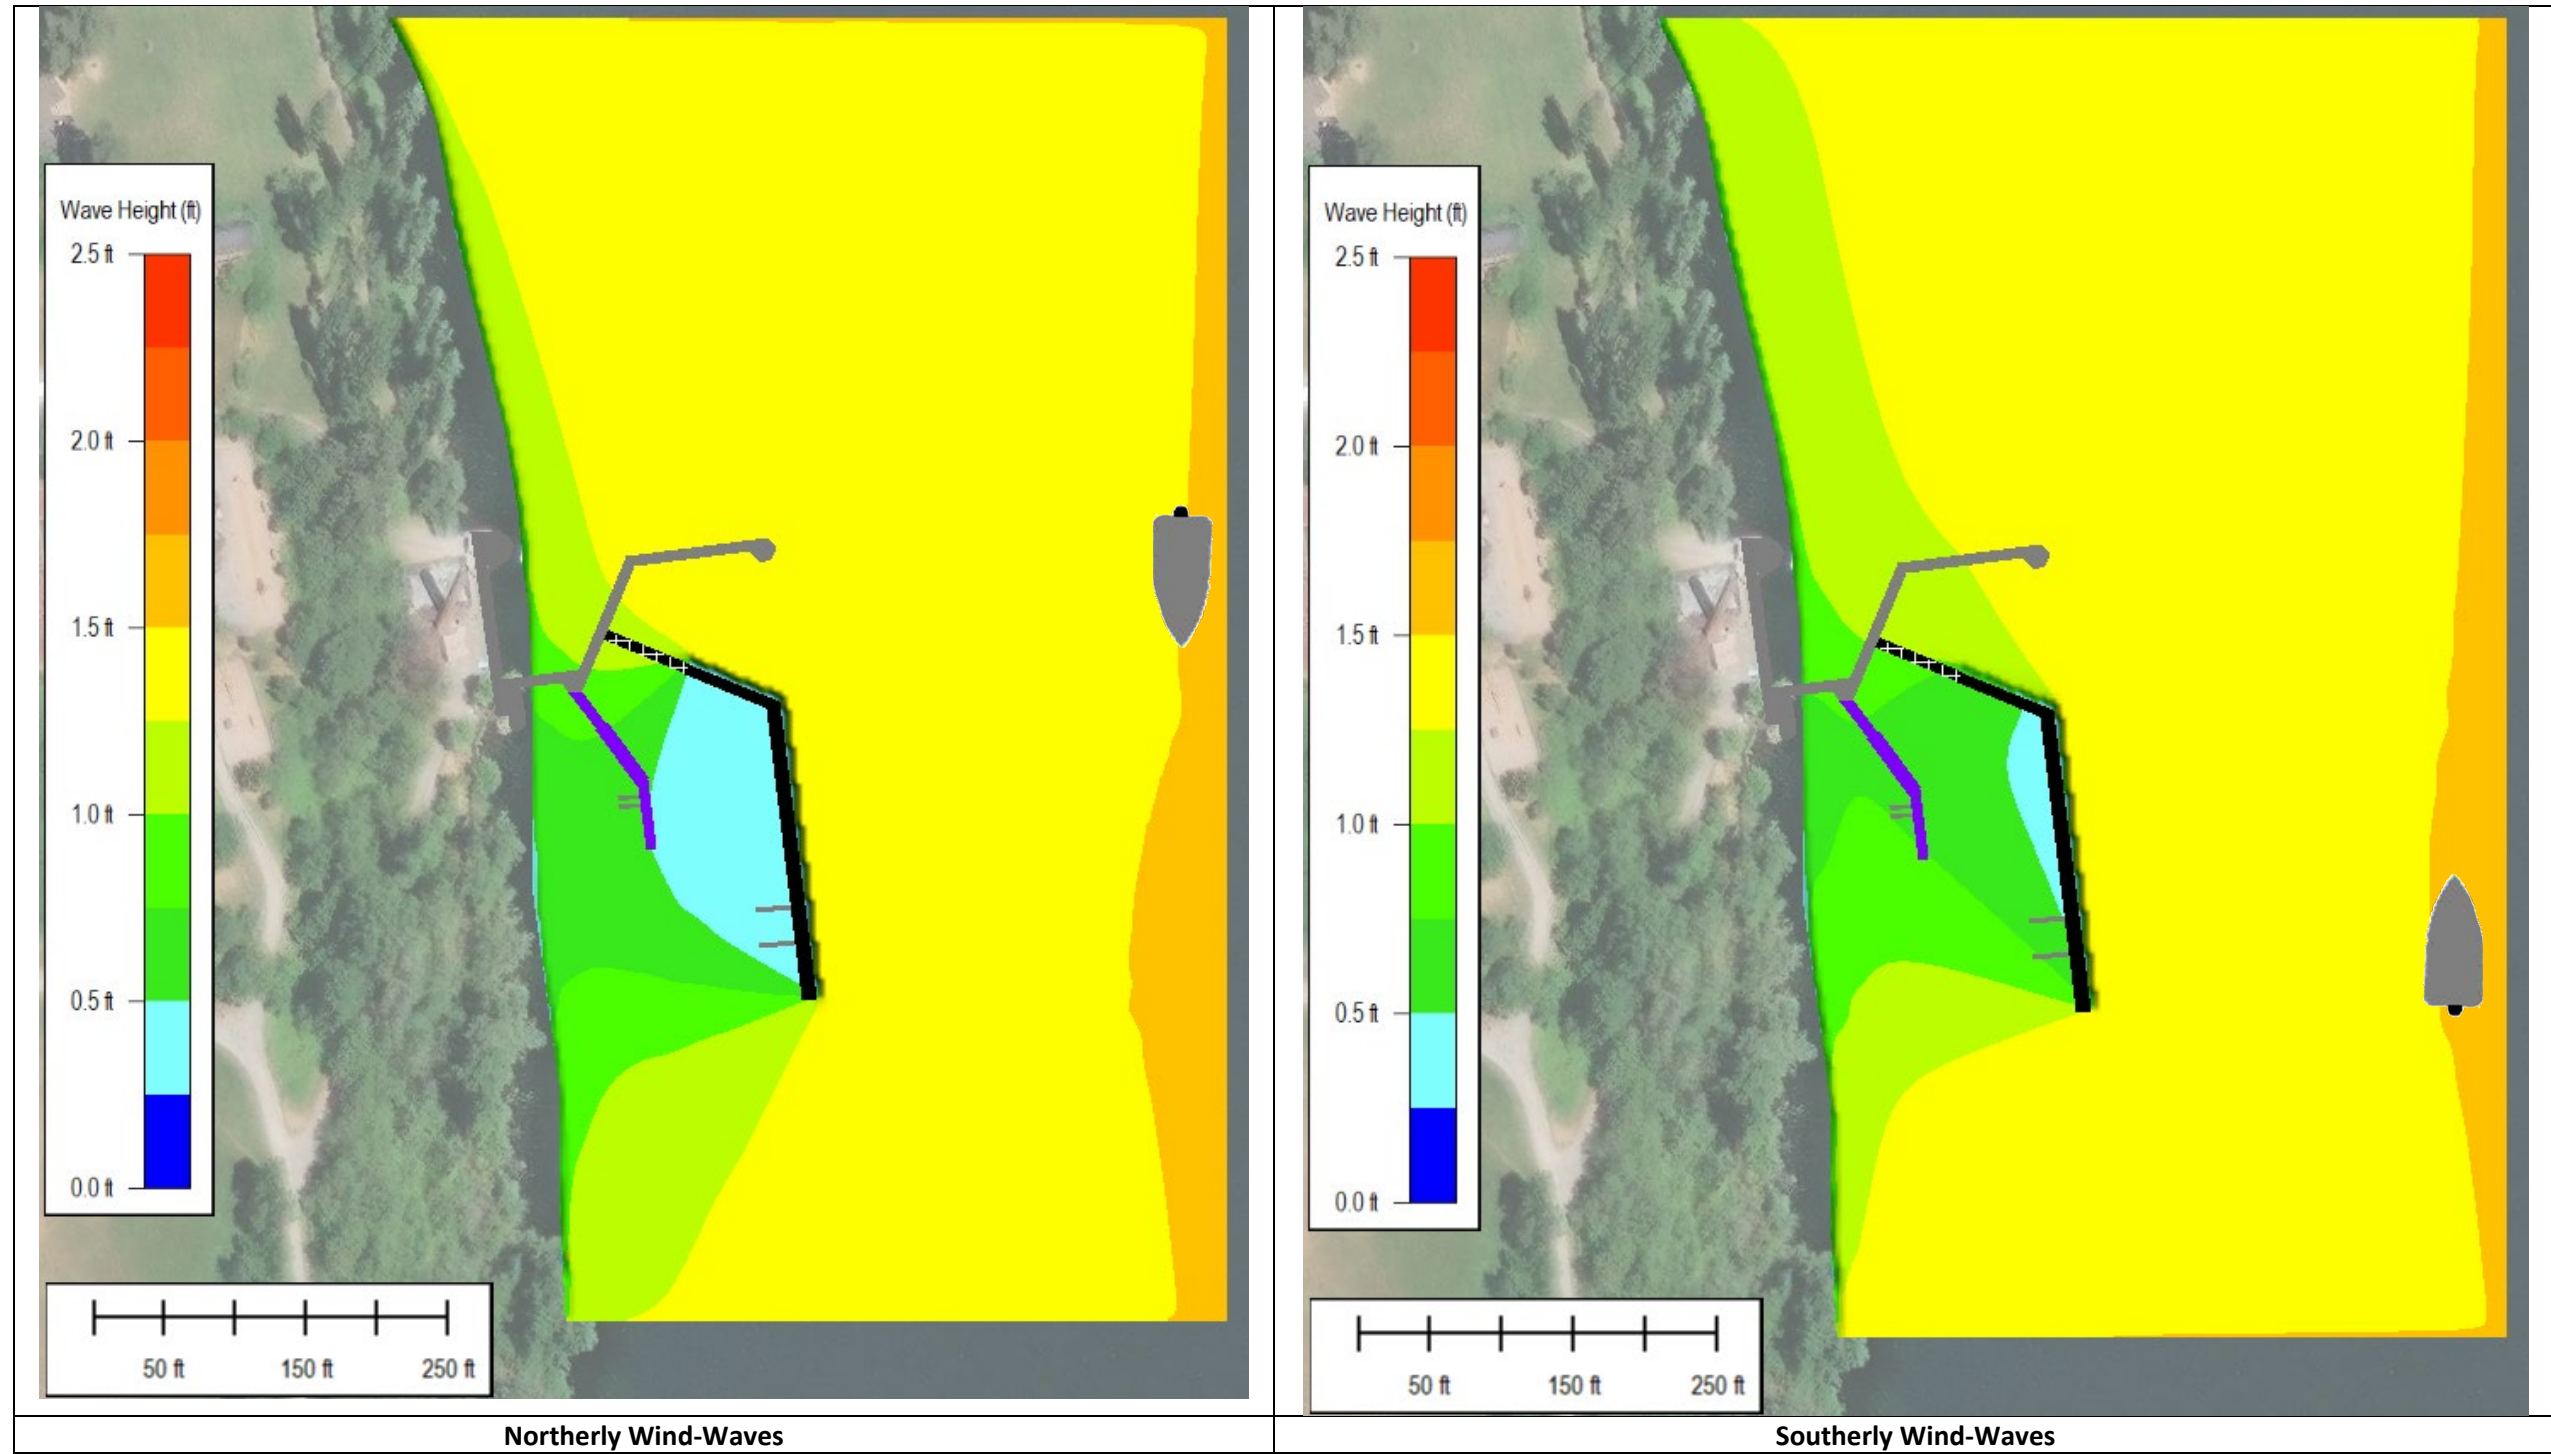 Wave Height (ft)
2.5 ft
2.0 ft
1.5 ft
1.0 ft
0.5 ft
0.0 ft
50 ft 150 ft 250 ft
Northerly Wind-Waves
Wave Height (ft)
2.5 ft
2.0 ft
1.5 ft
1.0 ft
0.5 ft
0.0 ft
50 ft 150 ft 250 ft
Southerly Wind-Waves